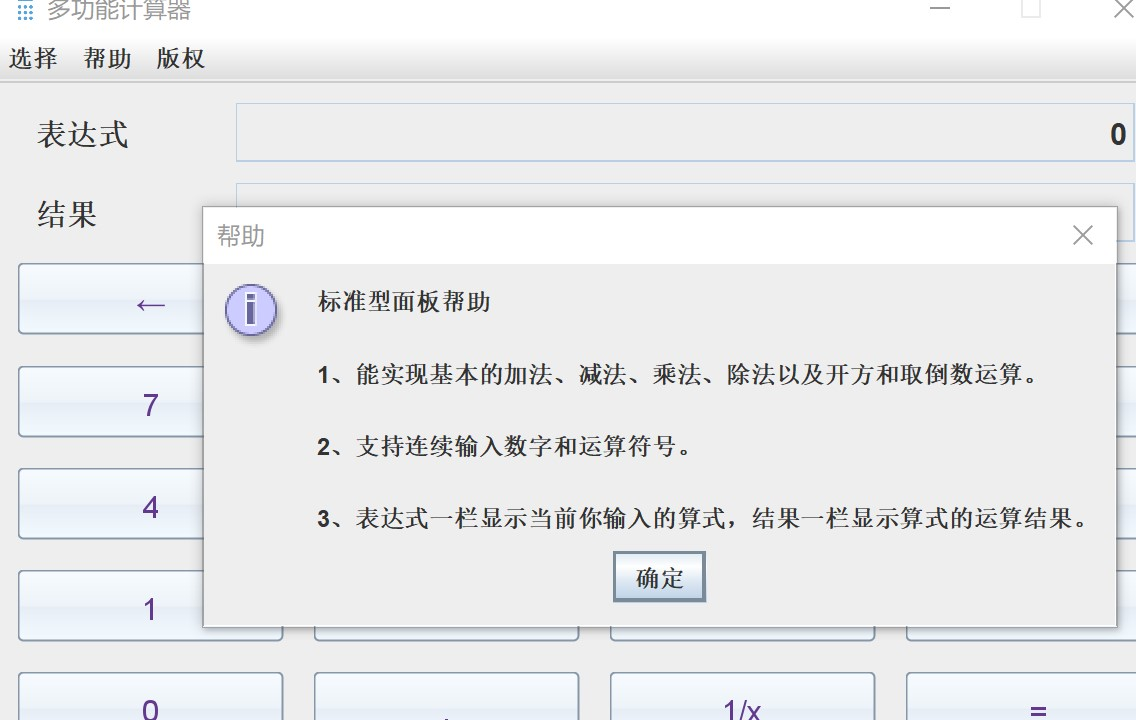 多功能计算器
选择 帮助 版权
表达式 0
结果
帮助
标准型面板帮助
1、能实现基本的加法、减法、乘法、除法以及开方和取倒数运算。
2、支持连续输入数字和运算符号。
3、表达式一栏显示当前你输入的算式，结果一栏显示算式的运算结果。
确定
←
7
4
1
0 . 1/x =